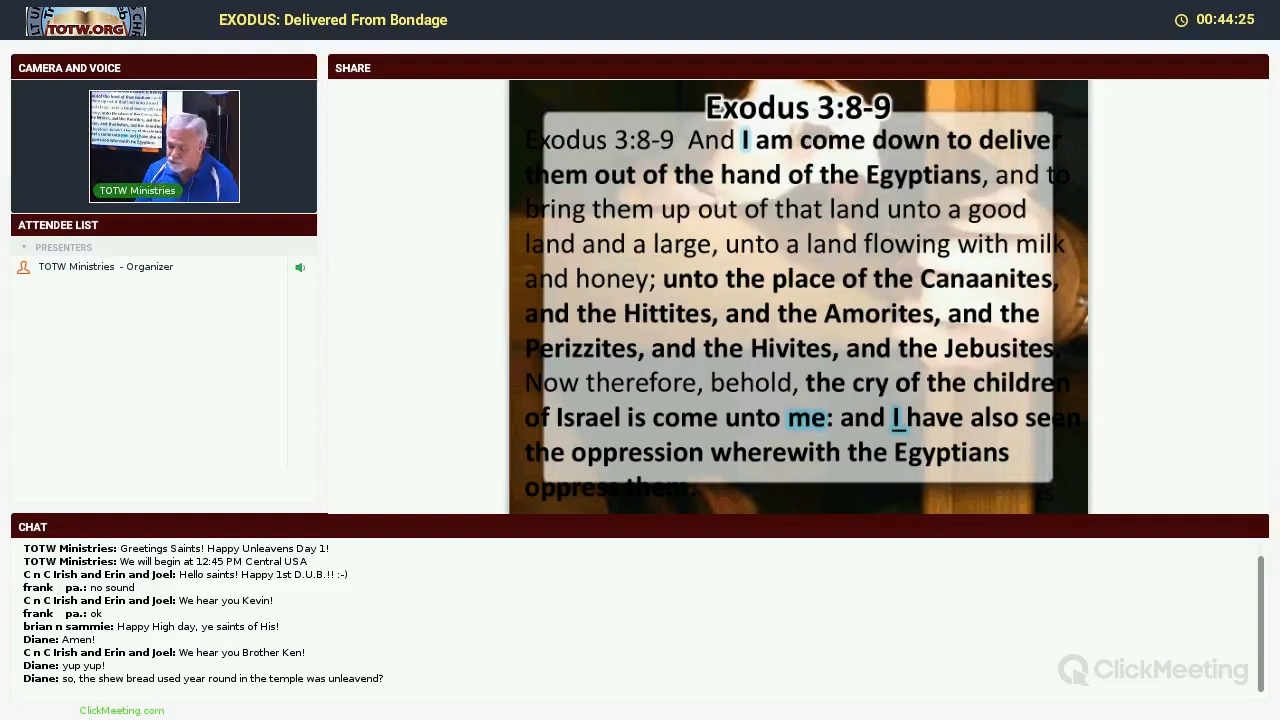 TOTW.ORG
EXODUS: Delivered From Bondage
00:44:25
CAMERA AND VOICE
TOTW Ministries
ATTENDEE LIST
PRESENTERS
TOTW Ministries - Organizer
SHARE
Exodus 3:8-9
Exodus 3:8-9 And I am come down to deliver
them out of the hand of the Egyptians, and to
bring them up out of that land unto a good
land and a large, unto a land flowing with milk
and honey; unto the place of the Canaanites,
and the Hittites, and the Amorites, and the
Perizzites, and the Hivites, and the Jebusites.
Now therefore, behold, the cry of the children
of Israel is come unto me: and I have also seen
the oppression wherewith the Egyptians
oppress them.
CHAT
TOTW Ministries: Greetings Saints! Happy Unleavens Day 1!
TOTW Ministries: We will begin at 12:45 PM Central USA
C n C Irish and Erin and Joel: Hello saints! Happy 1st D.U.B.!! :-)
frank pa.: no sound
C n C Irish and Erin and Joel: We hear you Kevin!
frank pa.: ok
brian n sammie: Happy High day, ye saints of His!
Diane: Amen!
C n C Irish and Erin and Joel: We hear you Brother Ken!
Diane: yup yup!
Diane: so, the shew bread used year round in the temple was unleavend?
ClickMeeting
ClickMeeting.com